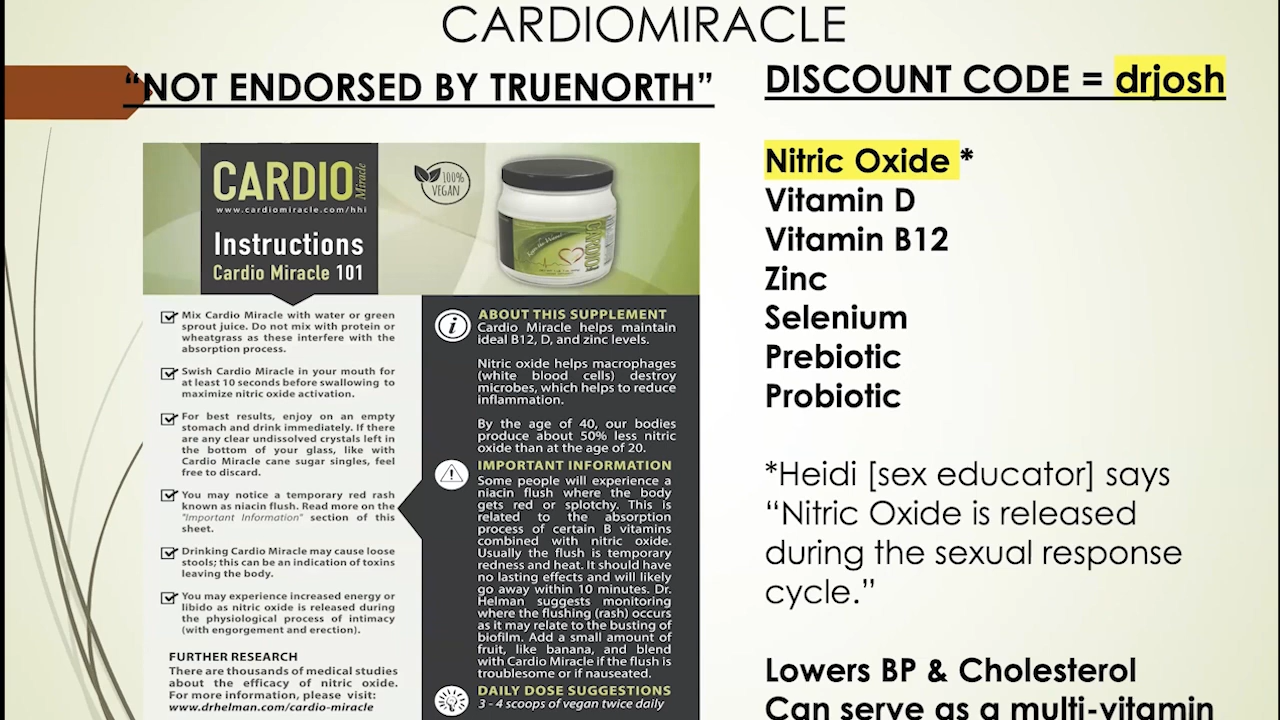 CARDIOMIRACLE
“NOT ENDORSED BY TRUENORTH”
CARDIO Miracle
www.cardiomiracle.com/hhi
Instructions
Cardio Miracle 101
100%
VEGAN
CARDIO
Mix Cardio Miracle with water or green
sprout juice. Do not mix with protein or
wheatgrass as these interfere with the
absorption process.
Swish Cardio Miracle in your mouth for
at least 10 seconds before swallowing to
maximize nitric oxide activation.
For best results, enjoy on an empty
stomach and drink immediately. If there
are any clear undissolved crystals left in
the bottom of your glass, like with
Cardio Miracle cane sugar singles, feel
free to discard.
You may notice a temporary red rash
known as niacin flush. Read more on the
"Important Information" section of this
sheet.
Drinking Cardio Miracle may cause loose
stools; this can be an indication of toxins
leaving the body.
You may experience increased energy or
libido as nitric oxide is released during
the physiological process of intimacy
(with engorgement and erection).
FURTHER RESEARCH
There are thousands of medical studies
about the efficacy of nitric oxide.
For more information, please visit:
www.drhelman.com/cardio-miracle
ABOUT THIS SUPPLEMENT
Cardio Miracle helps maintain
ideal B12, D, and zinc levels.
Nitric oxide helps macrophages
(white blood cells) destroy
microbes, which helps to reduce
inflammation.
By the age of 40, our bodies
produce about 50% less nitric
oxide than at the age of 20.
IMPORTANT INFORMATION
Some people will experience a
niacin flush where the body
gets red or splotchy. This is
related to the absorption
process of certain B vitamins
combined with nitric oxide.
Usually the flush is temporary
redness and heat. It should have
no lasting effects and will likely
go away within 10 minutes. Dr.
Helman suggests monitoring
where the flushing (rash) occurs
as it may relate to the busting of
biofilm. Add a small amount of
fruit, like banana, and blend
with Cardio Miracle if the flush is
troublesome or if nauseated.
DAILY DOSE SUGGESTIONS
3 - 4 scoops of vegan twice daily
DISCOUNT CODE = drjosh
Nitric Oxide *
Vitamin D
Vitamin B12
Zinc
Selenium
Prebiotic
Probiotic
*Heidi [sex educator] says
“Nitric Oxide is released
during the sexual response
cycle.”
Lowers BP & Cholesterol
Can serve as a multi-vitamin